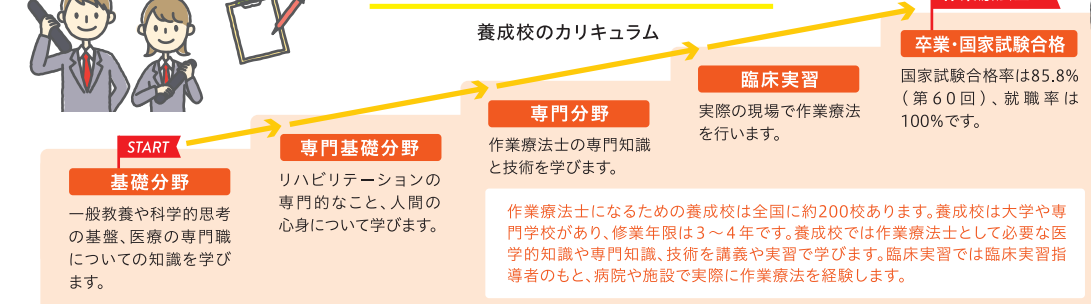 養成校のカリキュラム
START
基礎分野
一般教養や科学的思考
の基盤、医療の専門職
についての知識を学び
ます。
専門基礎分野
リハビリテーションの
専門的なこと、人間の
心身について学びます。
専門分野
作業療法士の専門知識
と技術を学びます。
臨床実習
実際の現場で作業療法
を行います。
卒業・国家試験合格
国家試験合格率は85.8%
（第60回）、就職率は
100%です。
作業療法士になるための養成校は全国に約200校あります。養成校は大学や専
門学校があり、修業年限は3～4年です。養成校では作業療法士として必要な医
学的知識や専門知識、技術を講義や実習で学びます。臨床実習では臨床実習指
導者のもと、病院や施設で実際に作業療法を経験します。